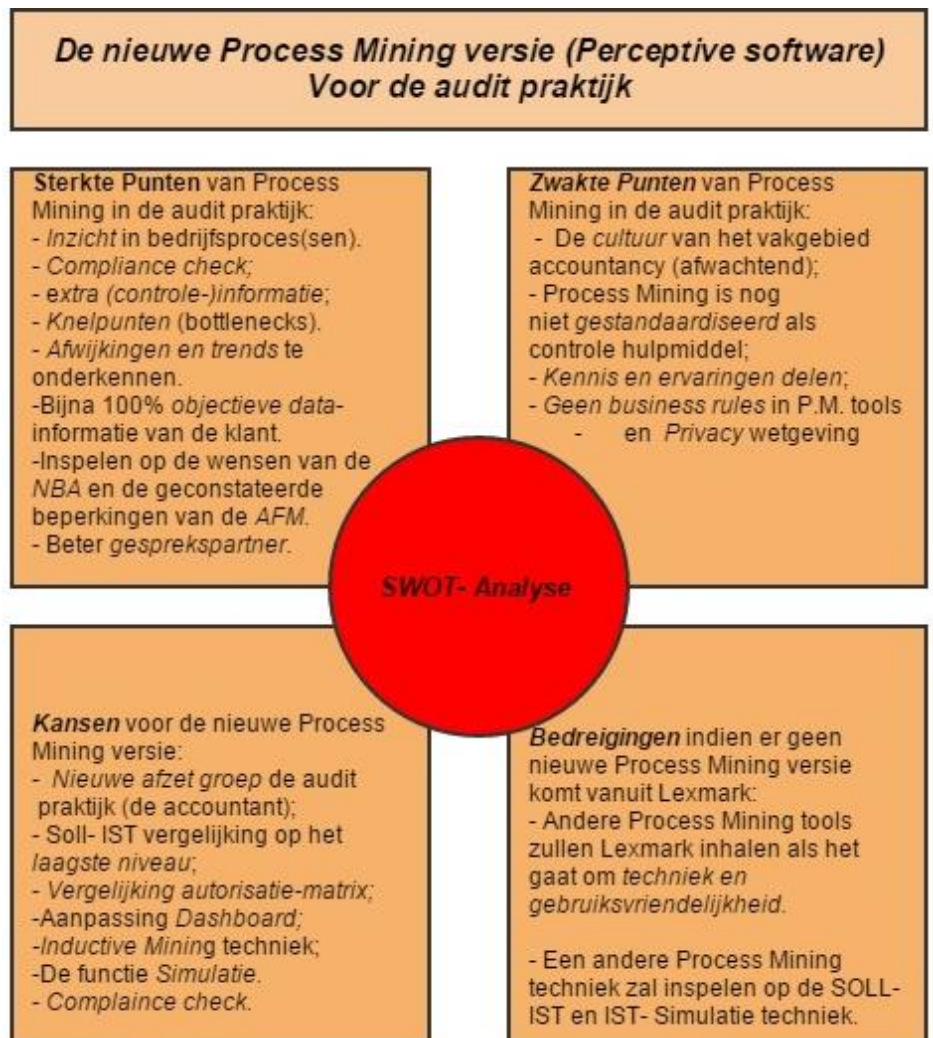 De nieuwe Process Mining versie (Perceptive software)
Voor de audit praktijk
Sterkte Punten van Process
Mining in de audit praktijk:
- Inzicht in bedrijfsproces(sen).
- Compliance check;
- extra (controle-)informatie;
- Knelpunten (bottlenecks).
- Afwijkingen en trends te
onderkennen.
-Bijna 100% objectieve data-
informatie van de klant.
-Inspelen op de wensen van de
NBA en de geconstateerde
beperkingen van de AFM.
- Beter gesprekspartner.
Zwakte Punten van Process
Mining in de audit praktijk:
- De cultuur van het vakgebied
accountancy (afwachtend);
- Process Mining is nog
niet gestandaardiseerd als
controle hulpmiddel;
- Kennis en ervaringen delen;
- Geen business rules in P.M. tools
- en Privacy wetgeving
SWOT- Analyse
Kansen voor de nieuwe Process
Mining versie:
- Nieuwe afzet groep de audit
praktijk (de accountant);
- Soll- IST vergelijking op het
laagste niveau;
- Vergelijking autorisatie-matrix;
-Aanpassing Dashboard;
-Inductive Mining techniek;
-De functie Simulatie.
- Complaince check.
Bedreigingen indien er geen
nieuwe Process Mining versie
komt vanuit Lexmark:
- Andere Process Mining tools
zullen Lexmark inhalen als het
gaat om techniek en
gebruiksvriendelijkheid.
- Een andere Process Mining
techniek zal inspelen op de SOLL-
IST en IST- Simulatie techniek.